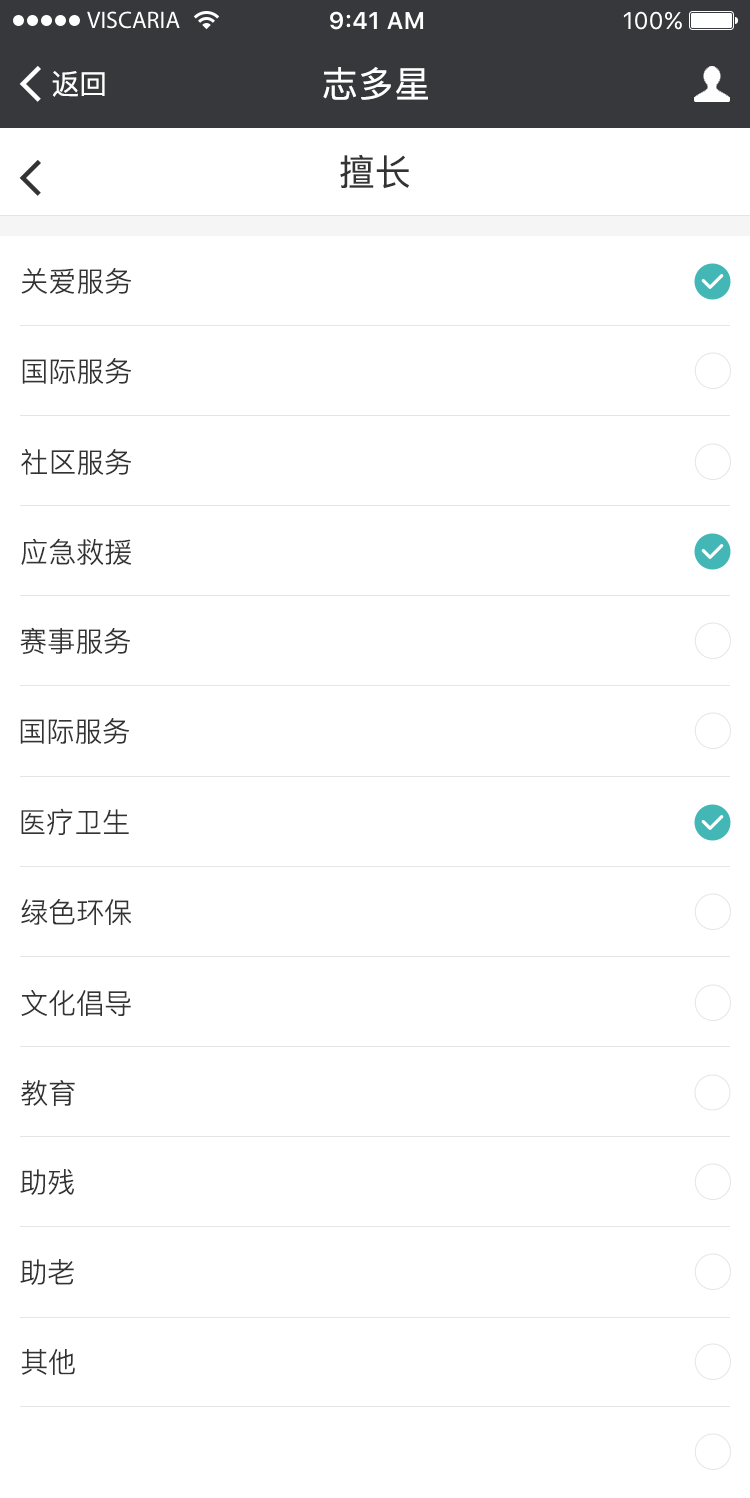 VISCARIA 9:41 AM 100%
返回 志多星
擅长
关爱服务
国际服务
社区服务
应急救援
赛事服务
国际服务
医疗卫生
绿色环保
文化倡导
教育
助残
助老
其他